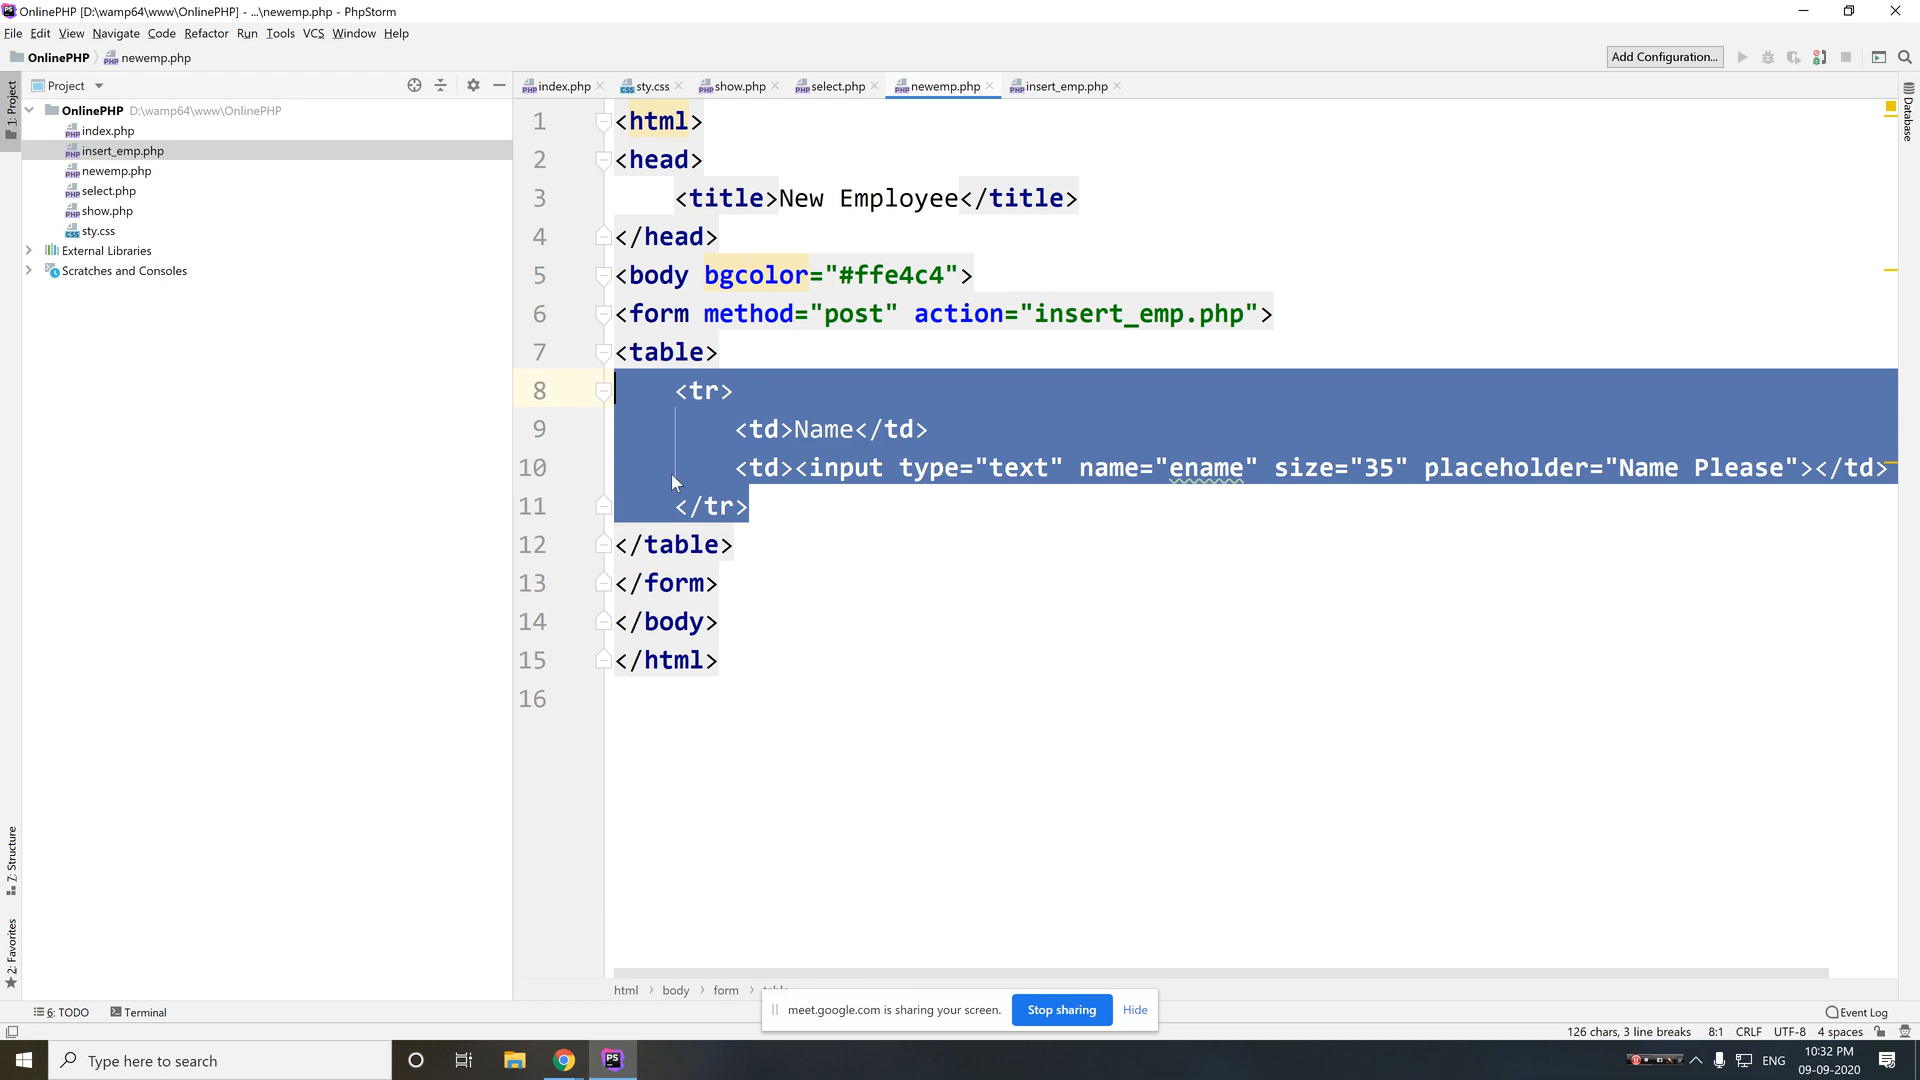 OnlinePHP [D:\wamp64\www\OnlinePHP] - ...\newemp.php - PhpStorm
File Edit View Navigate Code Refactor Run Tools VCS Window Help
OnlinePHP newemp.php
Add Configuration...
Project
index.php sty.css show.php select.php newemp.php insert_emp.php
1: Project
OnlinePHP D:\wamp64\www\OnlinePHP
index.php
insert_emp.php
newemp.php
select.php
show.php
sty.css
External Libraries
Scratches and Consoles
7: Structure
2: Favorites
Database
1 <html>
2 <head>
3 <title>New Employee</title>
4 </head>
5 <body bgcolor="#ffe4c4">
6 <form method="post" action="insert_emp.php">
7 <table>
8 <tr>
9 <td>Name</td>
10 <td><input type="text" name="ename" size="35" placeholder="Name Please"></td>
11 </tr>
12 </table>
13 </form>
14 </body>
15 </html>
16
html body form
meet.google.com is sharing your screen. Stop sharing Hide
6: TODO Terminal
Event Log
126 chars, 3 line breaks 8:1 CRLF UTF-8 4 spaces
Type here to search
ENG
10:32 PM
09-09-2020